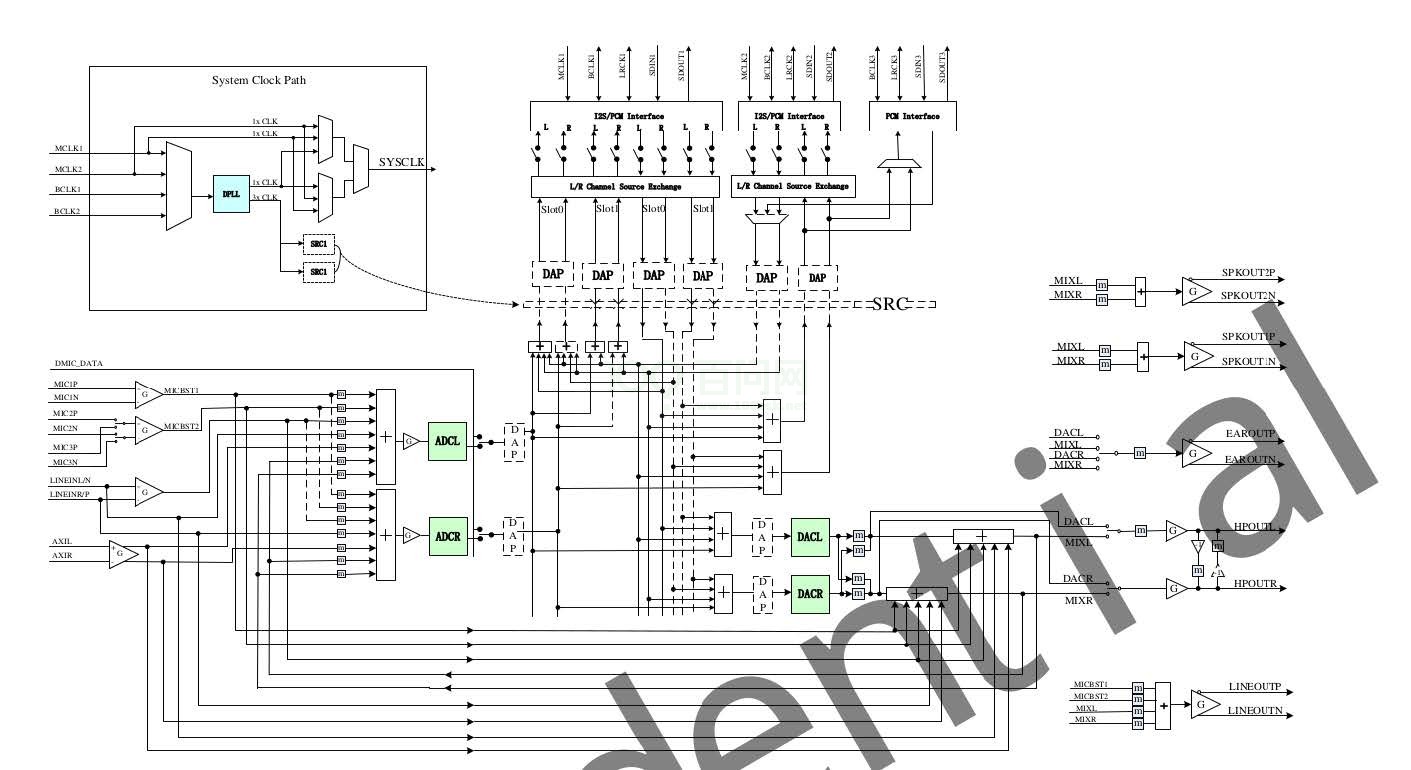 System Clock Path
1x CLK
1x CLK
MCLK1
MCLK2
BCLK1
BCLK2
DPLL
1x CLK
3x CLK
SYSCLK
SRC1
SRC1
MCLK1
BCLK1
LRCK1
SDIN1
SDOUT1
MCLK2
BCLK2
LRCK2
SDIN2
SDOUT2
BCLK3
LRCK3
SDIN3
SDOUT3
I2S/PCM Interface
I2S/PCM Interface
PCM Interface
L R L R L R L R
L R L R
L/R Channel Source Exchange
L/R Channel Source Exchange
Slot0 Slot1 Slot0 Slot1
DAP DAP DAP DAP DAP DAP
SRC
+ + + +
DMIC_DATA
MIC1P
MIC1N
MIC2P
MIC2N
MIC3P
MIC3N
LINEINL/N
LINEINR/P
AXIL
AXIR
G
G
G
G
MICBST1
MICBST2
m
m
m
m
m
m
m
m
m
m
m
m
m
m
+
+
G
G
ADCL
ADCR
DAP
DAP
+
+
+
+
DAP
DAP
DACL
DACR
m
m
m
m
+
+
MIXL
MIXR
m
m
+
G
SPKOUT2P
SPKOUT2N
MIXL
MIXR
m
m
+
G
SPKOUT1P
SPKOUT1N
DACL
MIXL
DACR
MIXR
m
G
EAROUTP
EAROUTN
DACL
MIXL
m
G
HPOUTL
m
m
DACR
MIXR
G
HPOUTR
MICBST1
MICBST2
MIXL
MIXR
m
m
m
m
+
G
LINEOUTP
LINEOUTN
dential